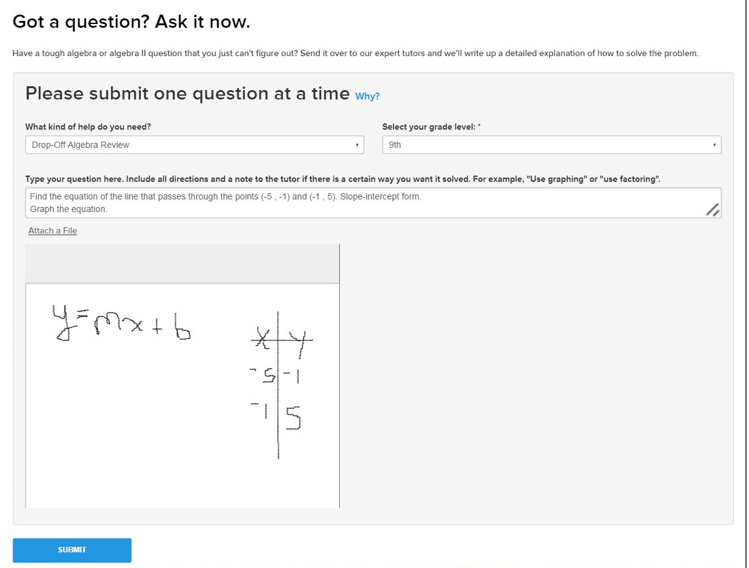 Got a question? Ask it now.
Have a tough algebra or algebra II question that you just can't figure out? Send it over to our expert tutors and we'll write up a detailed explanation of how to solve the problem.
Please submit one question at a time Why?
What kind of help do you need?
Select your grade level: *
Drop-Off Algebra Review
9th
Type your question here. Include all directions and a note to the tutor if there is a certain way you want it solved. For example, "Use graphing" or "use factoring".
Find the equation of the line that passes through the points (-5 , -1) and (-1 , 5). Slope-intercept form.
Graph the equation.
Attach a File
y=mx+b
x y
-5 -1
-1 5
SUBMIT